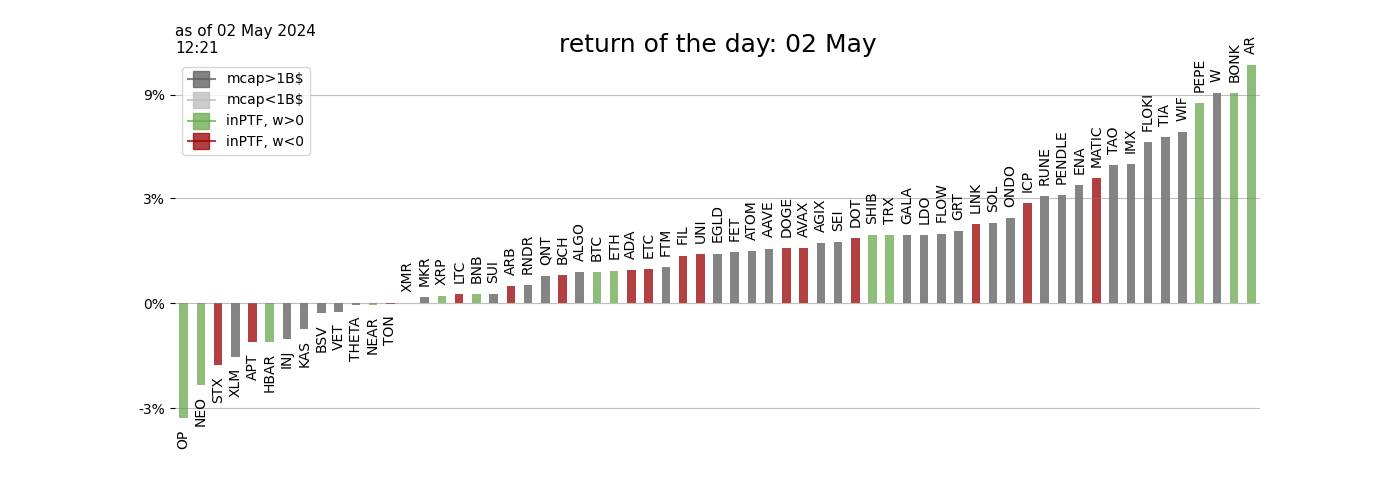 as of 02 May 2024
12:21
return of the day: 02 May
mcap>1B$
mcap<1B$
inPTF, w>0
inPTF, w<0
9%
3%
0%
-3%
OP
NEO
STX
XLM
APT
HBAR
INJ
KAS
BSV
VET
THETA
NEAR
TON
XMR
MKR
XRP
LTC
BNB
SUI
ARB
RNDR
QNT
BCH
ALGO
BTC
ETH
ADA
ETC
FTM
FIL
UNI
EGLD
FET
ATOM
AAVE
DOGE
AVAX
AGIX
SEI
DOT
SHIB
TRX
GALA
LDO
FLOW
GRT
LINK
SOL
ONDO
ICP
RUNE
PENDLE
ENA
MATIC
TAO
IMX
FLOKI
TIA
WIF
PEPE
W
BONK
AR